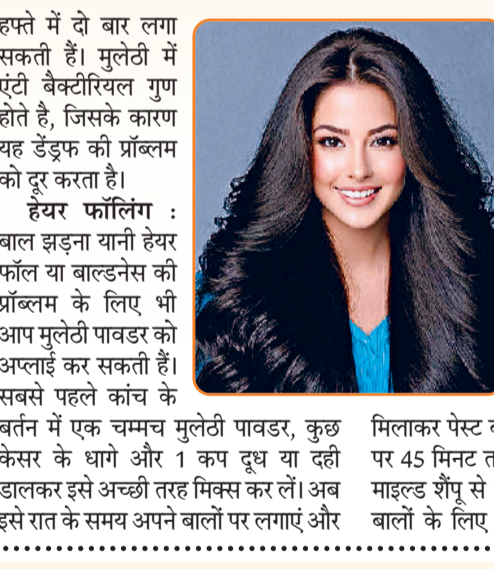 हफ्ते में दो बार लगा
सकती हैं। मुलेठी में
एंटी बैक्टीरियल गुण
होते है, जिसके कारण
यह डेंड्रफ की प्रॉब्लम
को दूर करता है।
हेयर फॉलिंग :
बाल झड़ना यानी हेयर
फॉल या बाल्डनेस की
प्रॉब्लम के लिए भी
आप मुलेठी पावडर को
अप्लाई कर सकती हैं।
सबसे पहले कांच के
बर्तन में एक चम्मच मुलेठी पावडर, कुछ
केसर के धागे और 1 कप दूध या दही
डालकर इसे अच्छी तरह मिक्स कर लें। अब
इसे रात के समय अपने बालों पर लगाएं और
मिलाकर पेस्ट
पर 45 मिनट
माइल्ड शैंपू से
बालों के लिए